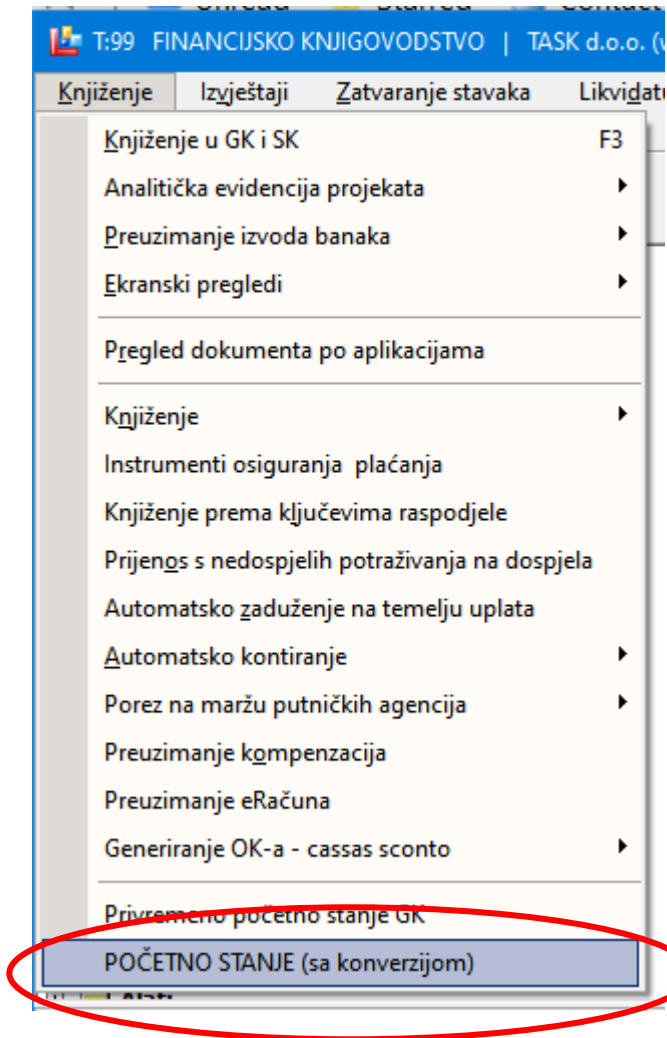 T:99 FINANCIJSKO KNJIGOVODSTVO | TASK d.o.o. (v
Knjiženje Izvještaji Zatvaranje stavaka Likvidatu
Knjiženje u GK i SK F3
Analitička evidencija projekata
Preuzimanje izvoda banaka
Ekranski pregledi
Pregled dokumenta po aplikacijama
Knjiženje
Instrumenti osiguranja plaćanja
Knjiženje prema ključevima raspodjele
Prijenos s nedospjelih potraživanja na dospjela
Automatsko zaduženje na temelju uplata
Automatsko kontiranje
Porez na maržu putničkih agencija
Preuzimanje kompenzacija
Preuzimanje eRačuna
Generiranje OK-a - cassas sconto
Privremeno početno stanje GK
POČETNO STANJE (sa konverzijom)